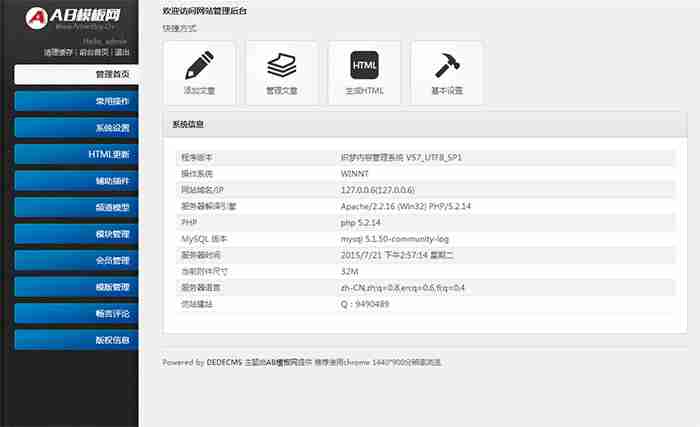 AB模板网
Hello, admin
清理缓存 | 前台首页 | 退出
管理首页
常用操作
系统设置
HTML更新
辅助插件
频道模型
模块管理
会员管理
模版管理
畅言评论
版权信息
欢迎访问网站管理后台
快捷方式
添加文章
管理文章
HTML
生成HTML
基本设置
系统信息
程序版本 织梦内容管理系统 V57_UTF8_SP1
操作系统 WINNT
网站域名/IP 127.0.0.6(127.0.0.6)
服务器解译引擎 Apache/2.2.16 (Win32) PHP/5.2.14
PHP php 5.2.14
MySQL 版本 mysql 5.1.50-community-log
服务器时间 2015/7/21 下午2:57:14 星期二
当前附件尺寸 32M
服务器语言 zh-CN,zh;q=0.8,en;q=0.6,fr;q=0.4
仿站建站 Q：9490489
Powered by DEDECMS 主题由AB模板网提供 推荐使用chrome 1440*900分辨率浏览